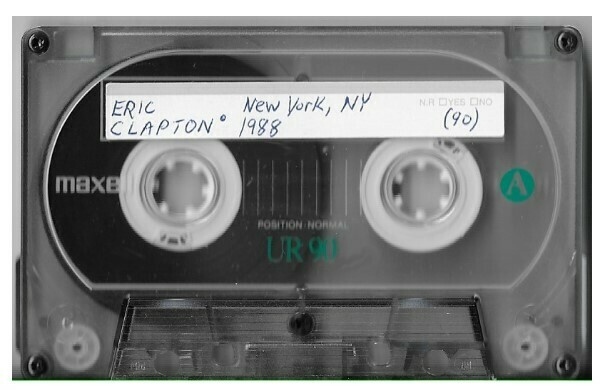 ERIC New York, NY N.R □YES □NO
CLAPTON° 1988 (90)
maxell A
POSITION·NORMAL
UR 90